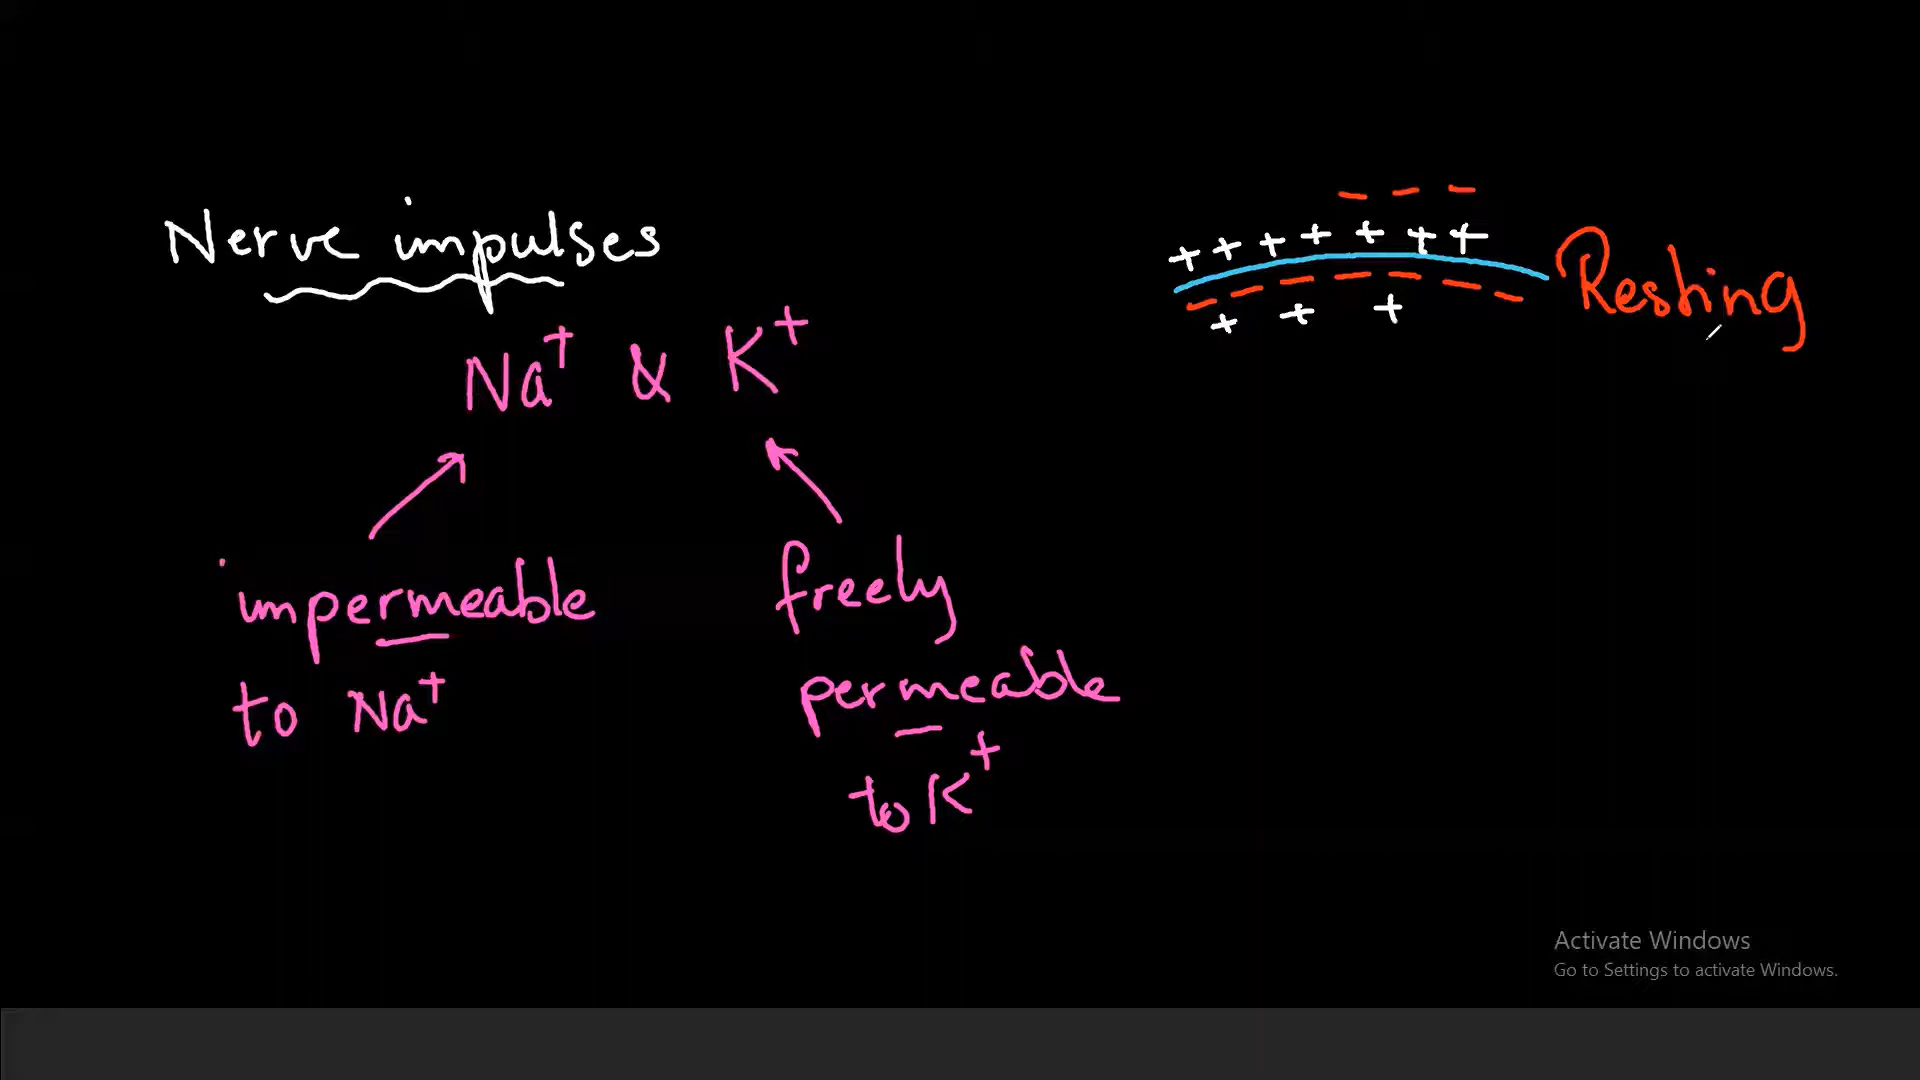 Nerve impulses
Na+ & K+
impermeable
to Na+
freely
permeable
to K+
- - -
+ + + + + + +
Resting
- - - - - -
+ + +
Activate Windows
Go to Settings to activate Windows.